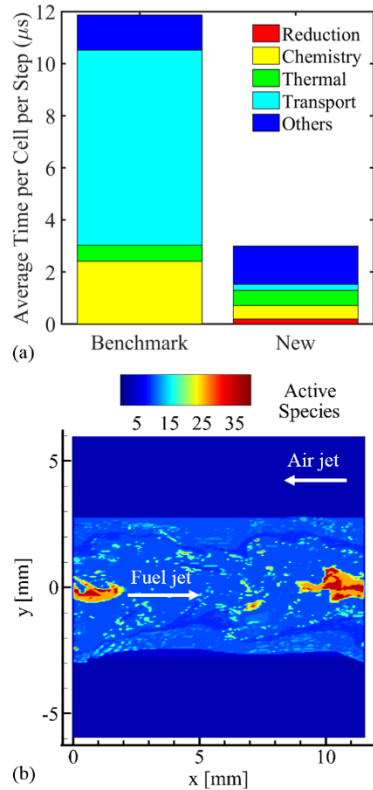 Average Time per Cell per Step (μs)
12
10
8
6
4
2
0
Reduction
Chemistry
Thermal
Transport
Others
Benchmark
New
(a)
5 15 25 35
Active
Species
y [mm]
5
0
-5
Air jet
Fuel jet
0 5 10
x [mm]
(b)